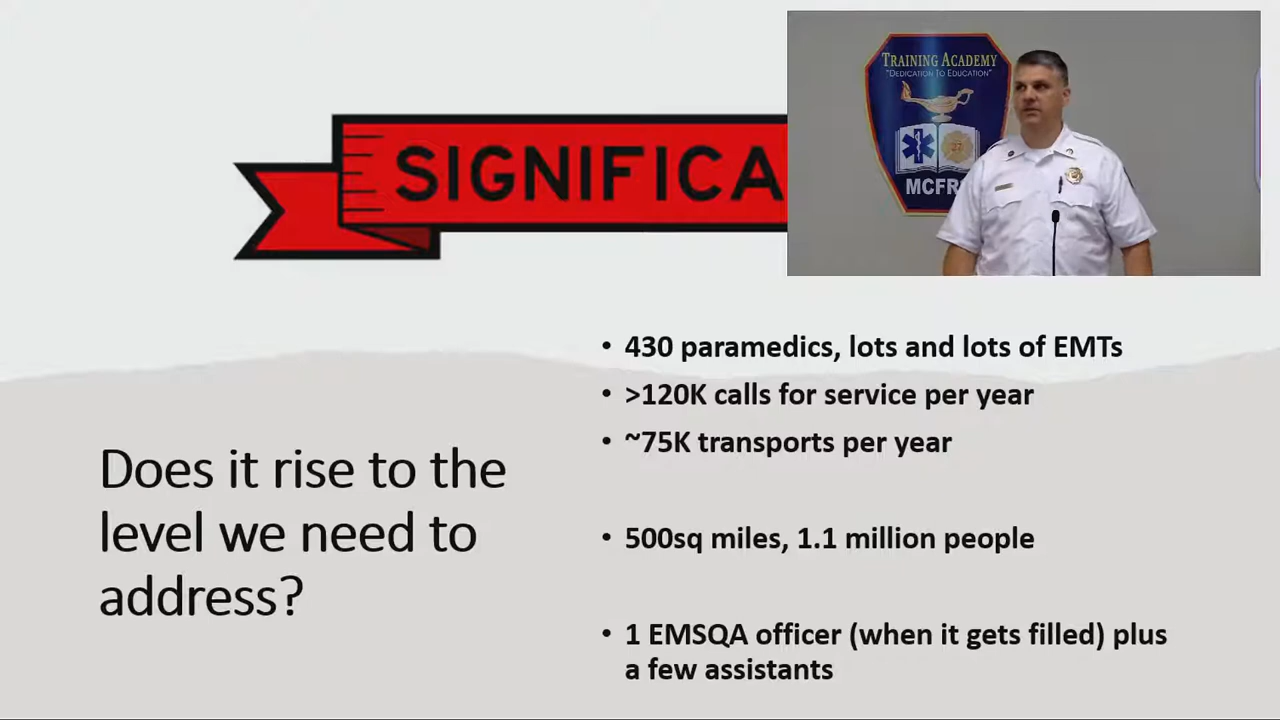 TRAINING ACADEMY
"DEDICATION TO EDUCATION"
MCFR
SIGNIFICA
• 430 paramedics, lots and lots of EMTs
• >120K calls for service per year
• ~75K transports per year
• 500sq miles, 1.1 million people
• 1 EMSQA officer (when it gets filled) plus
a few assistants
Does it rise to the
level we need to
address?